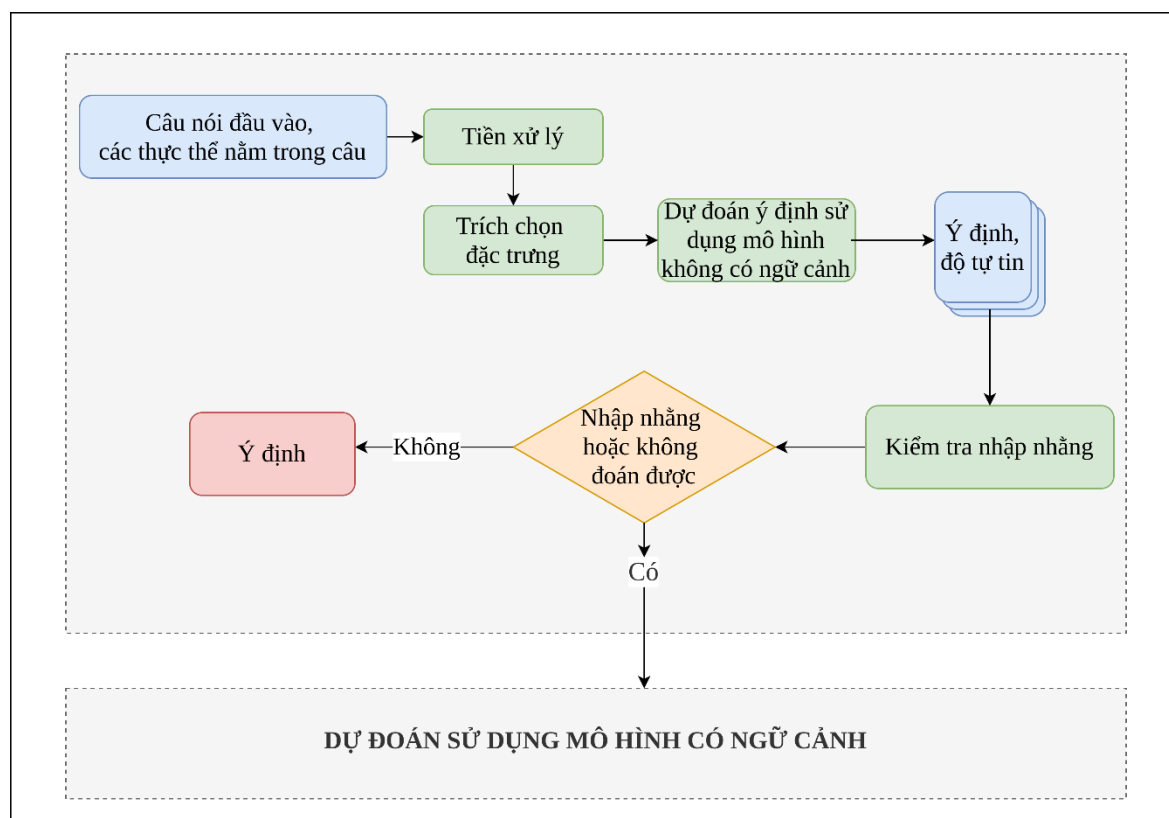 Câu nói đầu vào,
các thực thể nằm trong câu
Tiền xử lý
Trích chọn
đặc trưng
Dự đoán ý định sử
dụng mô hình
không có ngữ cảnh
Ý định,
độ tự tin
Kiểm tra nhập nhằng
Nhập nhằng
hoặc không
đoán được
Không
Ý định
Có
DỰ ĐOÁN SỬ DỤNG MÔ HÌNH CÓ NGỮ CẢNH